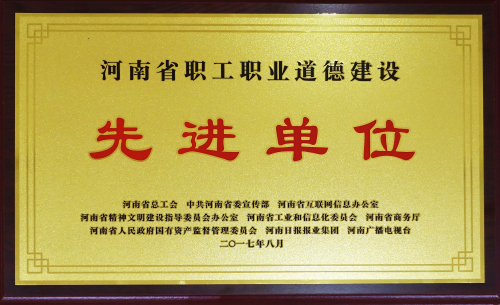 河南省职工职业道德建设
先进单位
河南省总工会 中共河南省委宣传部 河南省互联网信息办公室
河南省精神文明建设指导委员会办公室 河南省工业和信息化委员会 河南省商务厅
河南省人民政府国有资产监督管理委员会 河南日报报业集团 河南广播电视台
二〇一七年八月